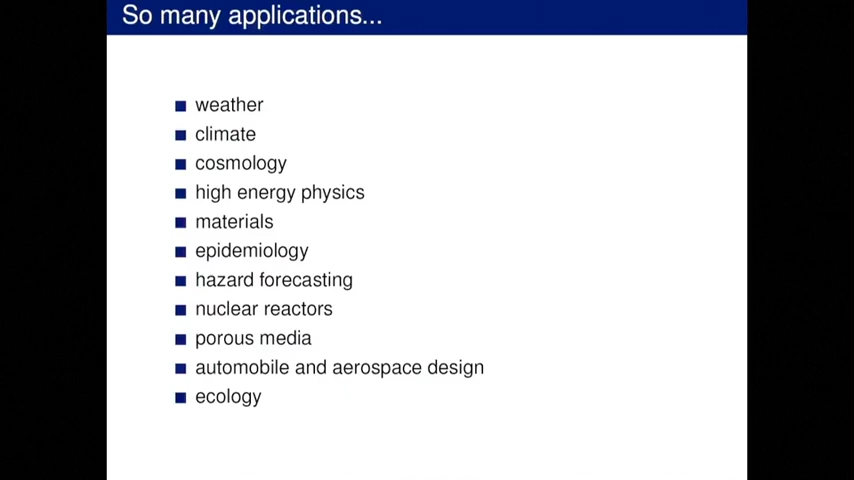 So many applications...
weather
climate
cosmology
high energy physics
materials
epidemiology
hazard forecasting
nuclear reactors
porous media
automobile and aerospace design
ecology